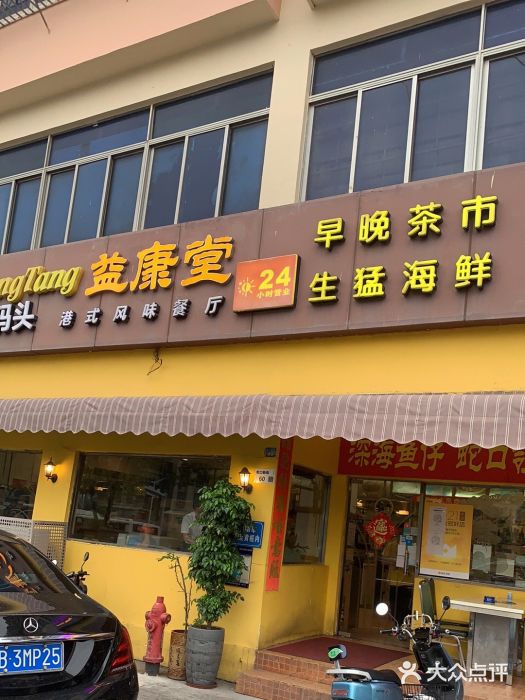 ngTang 益康堂
码头 港式风味餐厅
24
小时营业
早晚茶市
生猛海鲜
深海鱼仔 蛇口
60
B·3MP25
大众点评